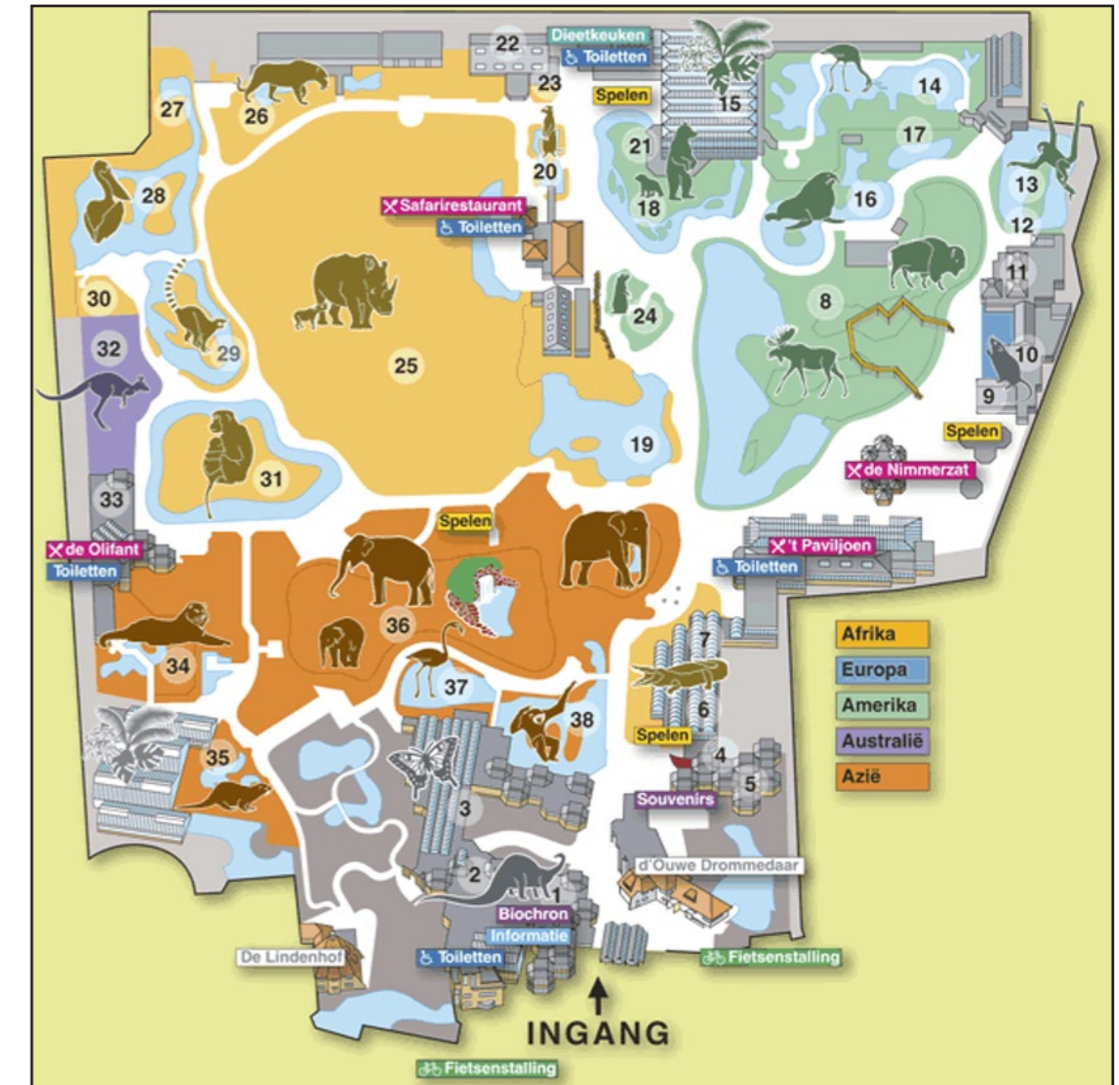 22
Dieetkeuken
Toiletten
14
27
26
23
Spelen
15
17
21
13
20
28
18
16
12
Safarirestaurant
Toiletten
11
30
8
24
32
29
10
25
9
19
Spelen
31
de Nimmerzat
33
Spelen
de Olifant
Toiletten
't Paviljoen
Toiletten
36
7
Afrika
34
37
Europa
6
38
Amerika
Spelen
35
4
Australië
5
Azië
3
Souvenirs
2
d'Ouwe Drommedaar
1
Biochron
Informatie
De Lindenhof
Toiletten
Fietsenstalling
INGANG
Fietsenstalling